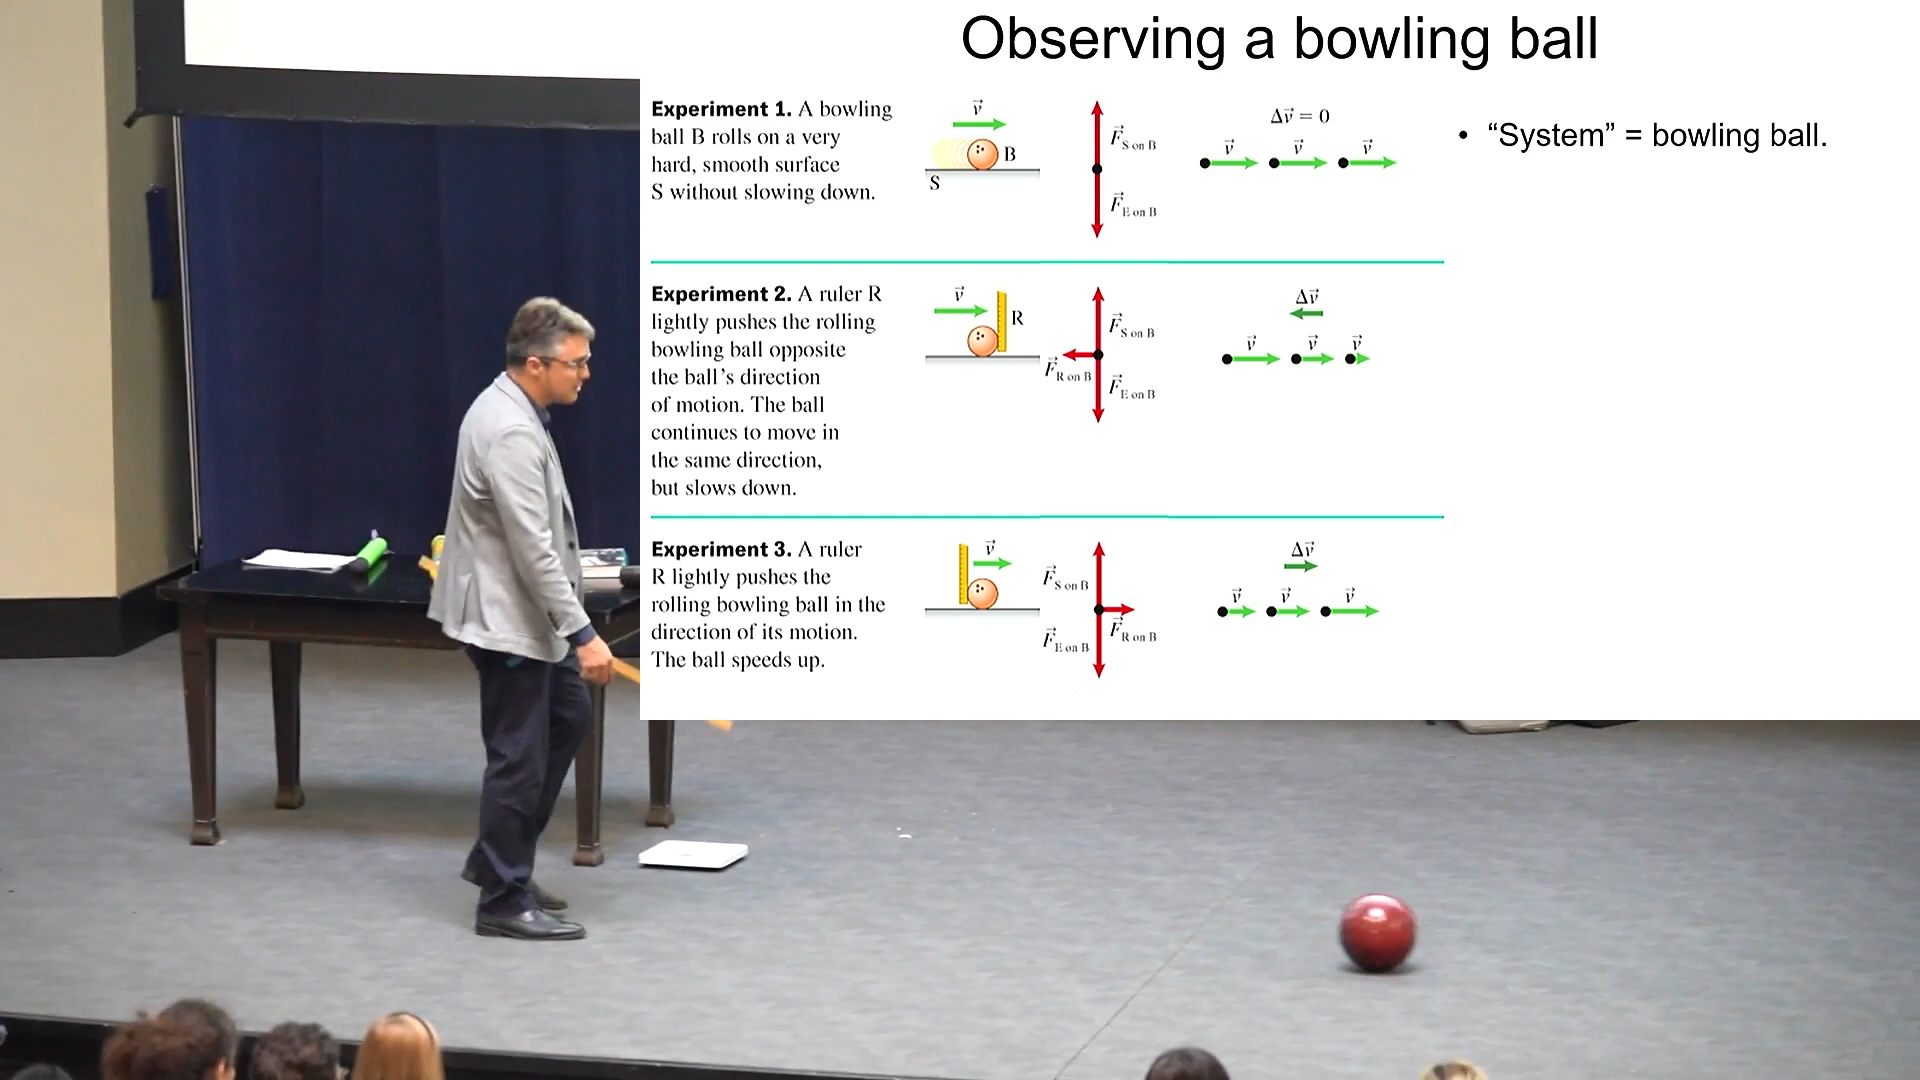 Observing a bowling ball
Experiment 1. A bowling
ball B rolls on a very
hard, smooth surface
S without slowing down.
v⃗
B
S
F⃗ S on B
F⃗ E on B
Δv⃗ = 0
v⃗ v⃗ v⃗
• “System” = bowling ball.
Experiment 2. A ruler R
lightly pushes the rolling
bowling ball opposite
the ball’s direction
of motion. The ball
continues to move in
the same direction,
but slows down.
v⃗
R
F⃗ S on B
F⃗ R on B
F⃗ E on B
Δv⃗
v⃗ v⃗ v⃗
Experiment 3. A ruler
R lightly pushes the
rolling bowling ball in the
direction of its motion.
The ball speeds up.
v⃗
F⃗ S on B
F⃗ E on B
F⃗ R on B
Δv⃗
v⃗ v⃗ v⃗